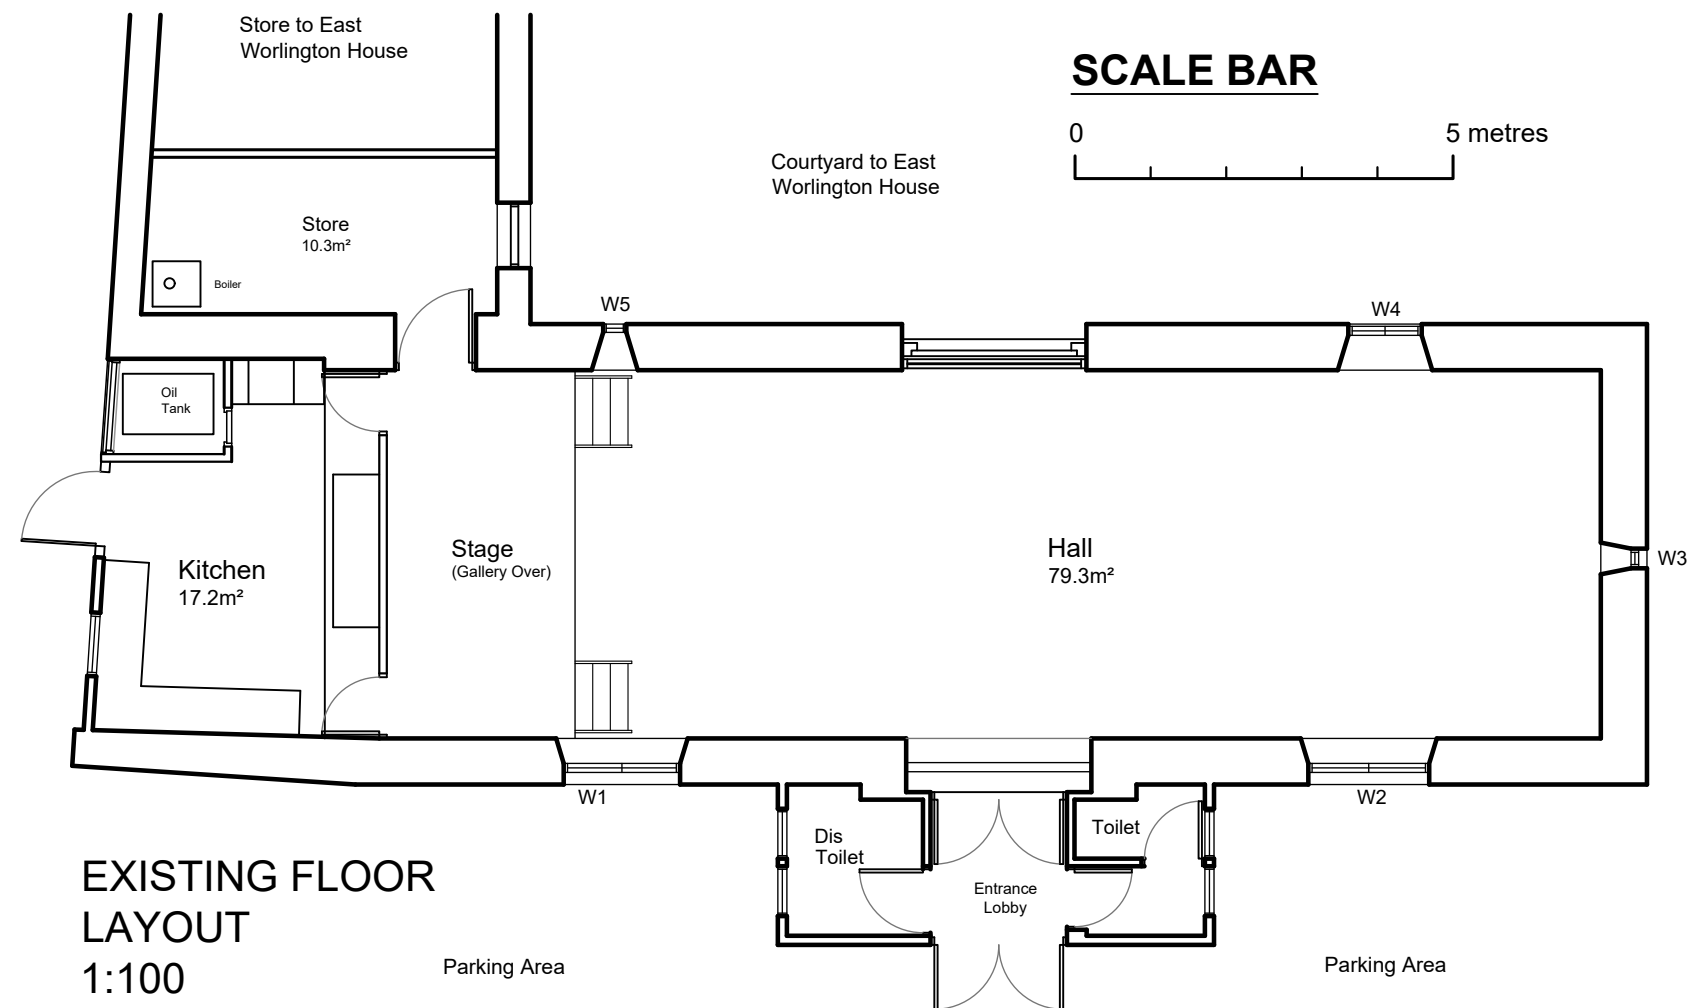 Store to East
Worlington House
SCALE BAR
0
5 metres
Courtyard to East
Worlington House
Store
10.3m²
Boiler
W5
W4
Oil
Tank
Stage
(Gallery Over)
Hall
79.3m²
W3
Kitchen
17.2m²
W1
W2
Dis
Toilet
Toilet
Entrance
Lobby
EXISTING FLOOR
LAYOUT
1:100
Parking Area
Parking Area